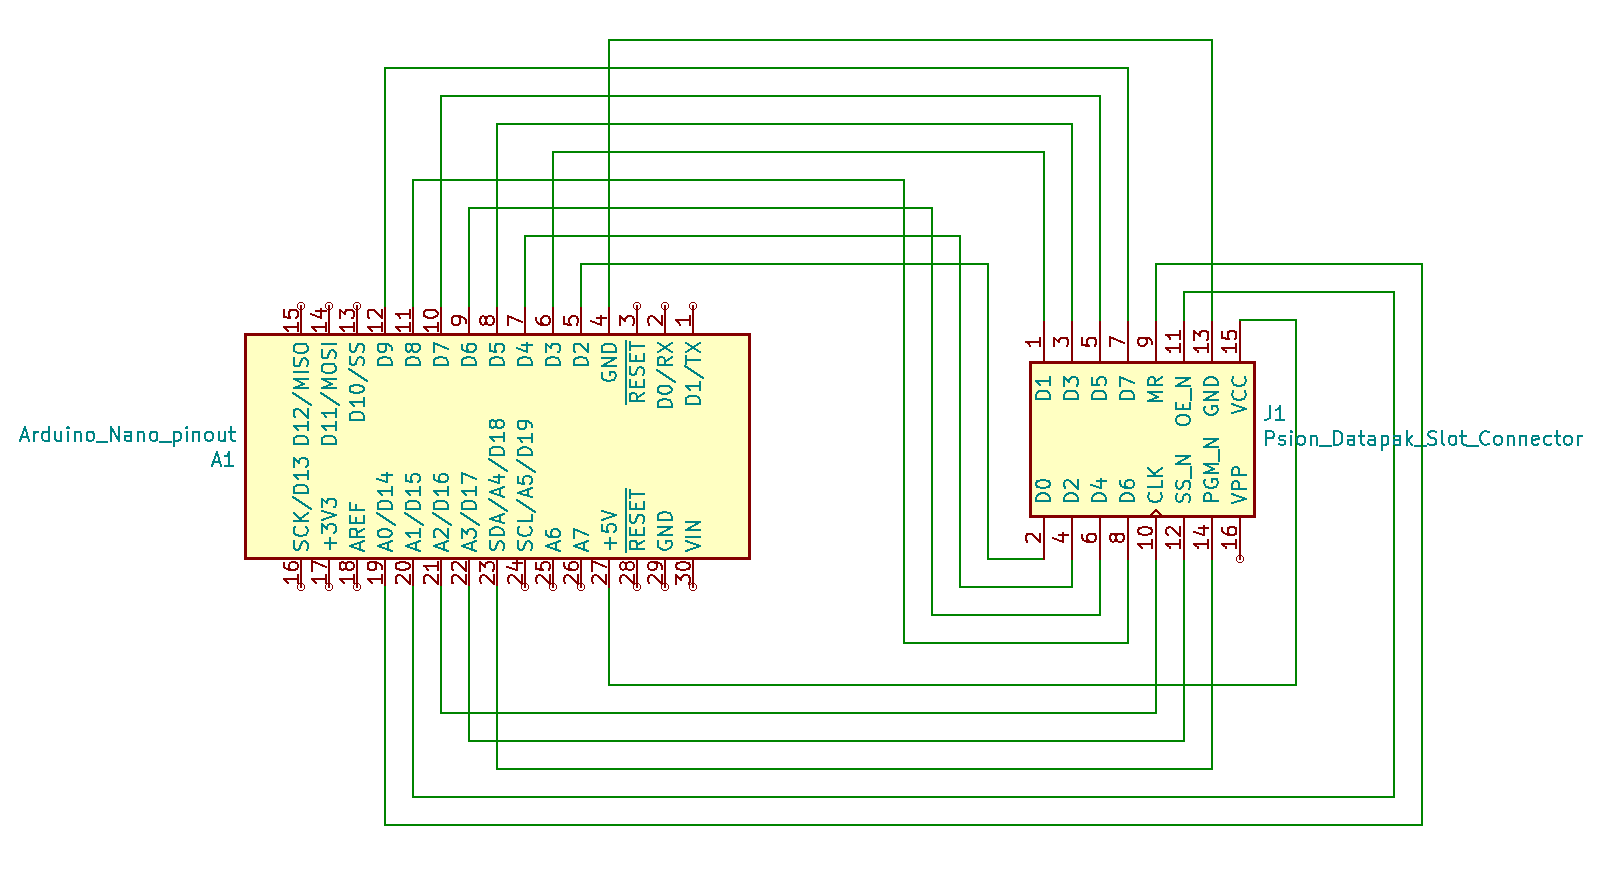 15
14
13
12
11
10
9
8
7
6
5
4
3
2
1
D12/MISO
D11/MOSI
D10/SS
D9
D8
D7
D6
D5
D4
D3
D2
GND
RESET
D0/RX
D1/TX
Arduino_Nano_pinout
A1
SCK/D13
+3V3
AREF
A0/D14
A1/D15
A2/D16
A3/D17
SDA/A4/D18
SCL/A5/D19
A6
A7
+5V
RESET
GND
VIN
16
17
18
19
20
21
22
23
24
25
26
27
28
29
30
1
3
5
7
9
11
13
15
D1
D3
D5
D7
MR
OE_N
GND
VCC
J1
Psion_Datapak_Slot_Connector
D0
D2
D4
D6
CLK
SS_N
PGM_N
VPP
2
4
6
8
10
12
14
16